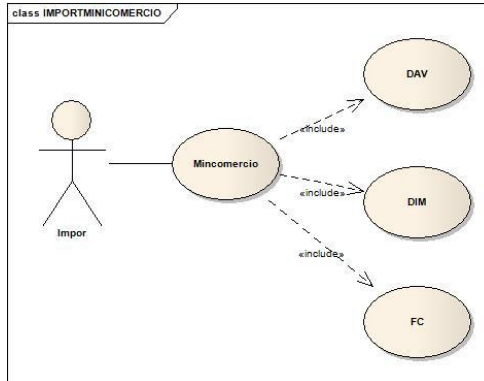 class IMPORTMINICOMERCIO
DAV
«include»
Mincomercio
DIM
«include»
Impor
«include»
FC